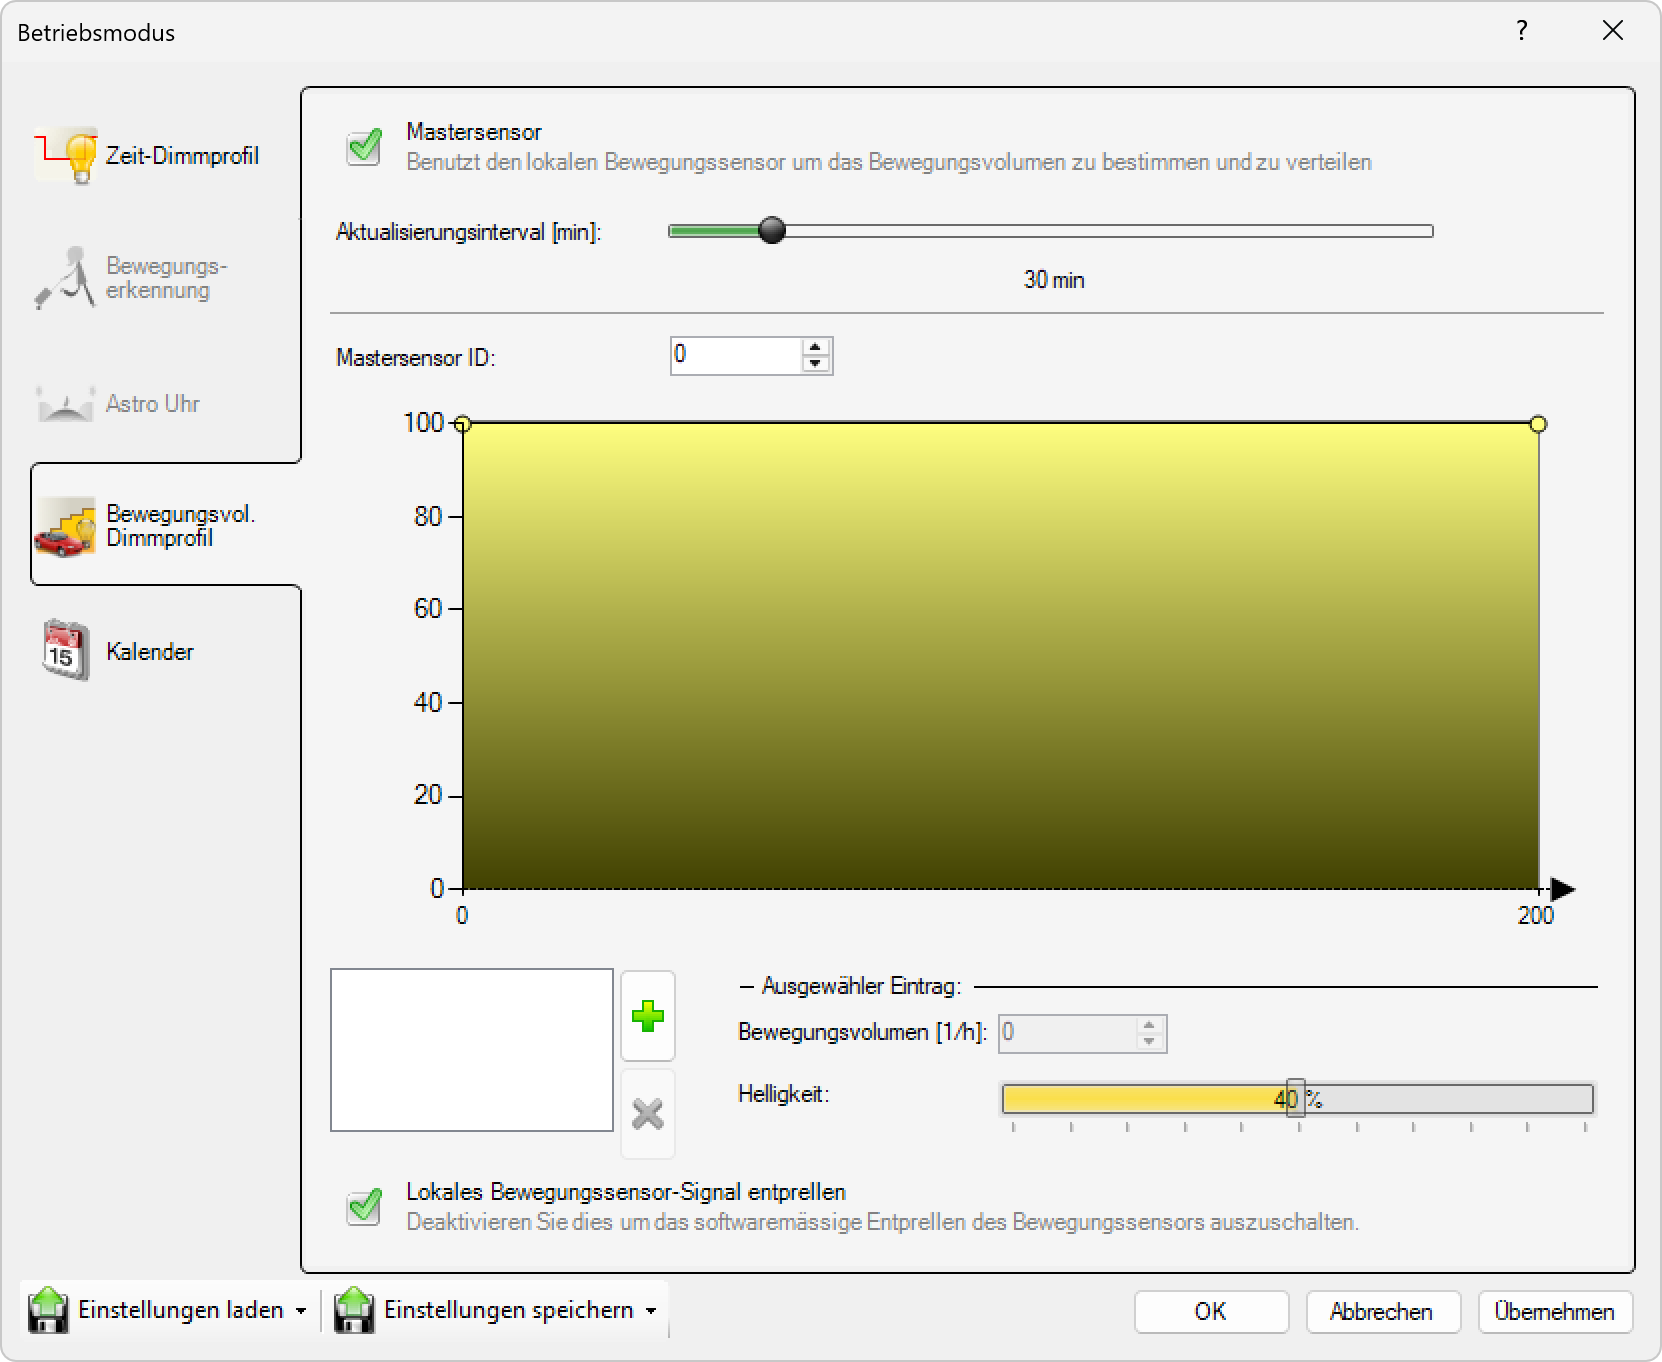 Betriebsmodus
?
Zeit-Dimmprofil
Bewegungs-
erkennung
Astro Uhr
Bewegungsvol.
Dimmprofil
15
Kalender
Mastersensor
Benutzt den lokalen Bewegungssensor um das Bewegungsvolumen zu bestimmen und zu verteilen
Aktualisierungsinterval [min]:
30 min
Mastersensor ID:
0
100
80
60
40
20
0
0
200
Ausgewähler Eintrag:
Bewegungsvolumen [1/h]:
0
Helligkeit:
40 %
Lokales Bewegungssensor-Signal entprellen
Deaktivieren Sie dies um das softwaremässige Entprellen des Bewegungssensors auszuschalten.
Einstellungen laden
Einstellungen speichern
OK
Abbrechen
Übernehmen